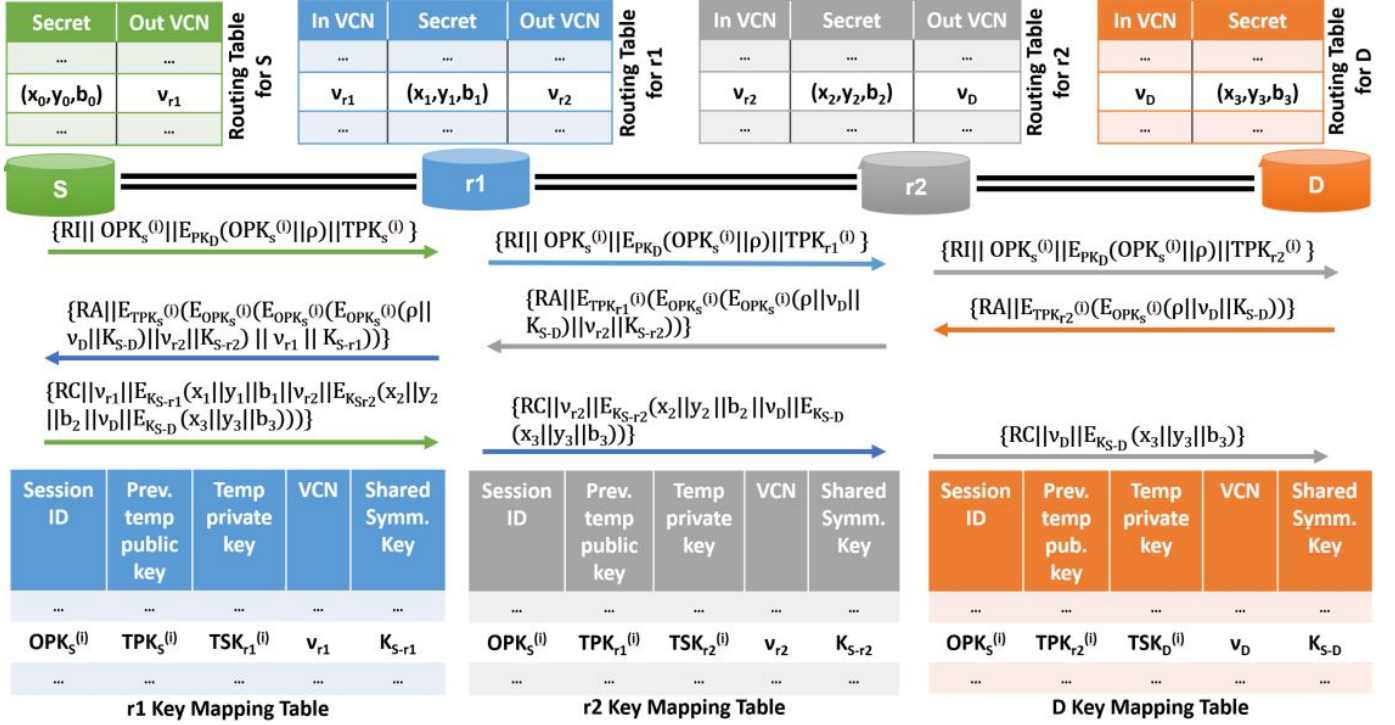 Secret Out VCN
... ...
(x₀,y₀,b₀) νr1
... ...
Routing Table
for S
In VCN Secret Out VCN
... ... ...
νr1 (x₁,y₁,b₁) νr2
... ... ...
Routing Table
for r1
In VCN Secret Out VCN
... ... ...
νr2 (x₂,y₂,b₂) νD
... ... ...
Routing Table
for r2
In VCN Secret
... ...
νD (x₃,y₃,b₃)
... ...
Routing Table
for D
S
r1
r2
D
{RI|| OPKs⁽ⁱ⁾||EPKD(OPKs⁽ⁱ⁾||ρ)||TPKs⁽ⁱ⁾ }
{RI|| OPKs⁽ⁱ⁾||EPKD(OPKs⁽ⁱ⁾||ρ)||TPKr1⁽ⁱ⁾ }
{RI|| OPKs⁽ⁱ⁾||EPKD(OPKs⁽ⁱ⁾||ρ)||TPKr2⁽ⁱ⁾ }
{RA||ETPKs⁽ⁱ⁾(EOPKs⁽ⁱ⁾(EOPKs⁽ⁱ⁾(EOPKs⁽ⁱ⁾(ρ||
νD||KS-D)||νr2||KS-r2) || νr1 || KS-r1))}
{RA||ETPKr1⁽ⁱ⁾(EOPKs⁽ⁱ⁾(EOPKs⁽ⁱ⁾(ρ||νD||
KS-D)||νr2||KS-r2))}
{RA||ETPKr2⁽ⁱ⁾(EOPKs⁽ⁱ⁾(ρ||νD||KS-D))}
{RC||νr1||EKS-r1(x₁||y₁||b₁||νr2||EKSr2(x₂||y₂
||b₂||νD||EKS-D(x₃||y₃||b₃)))}
{RC||νr2||EKS-r2(x₂||y₂||b₂||νD||EKS-D
(x₃||y₃||b₃))}
{RC||νD||EKS-D(x₃||y₃||b₃)}
Session ID Prev. temp public key Temp private key VCN Shared Symm. Key
... ... ... ... ...
OPKS⁽ⁱ⁾ TPKS⁽ⁱ⁾ TSKr1⁽ⁱ⁾ νr1 KS-r1
... ... ... ... ...
r1 Key Mapping Table
Session ID Prev. temp public key Temp private key VCN Shared Symm. Key
... ... ... ... ...
OPKS⁽ⁱ⁾ TPKr1⁽ⁱ⁾ TSKr2⁽ⁱ⁾ νr2 KS-r2
... ... ... ... ...
r2 Key Mapping Table
Session ID Prev. temp pub. key Temp private key VCN Shared Symm. Key
... ... ... ... ...
OPKS⁽ⁱ⁾ TPKr2⁽ⁱ⁾ TSKD⁽ⁱ⁾ νD KS-D
... ... ... ... ...
D Key Mapping Table